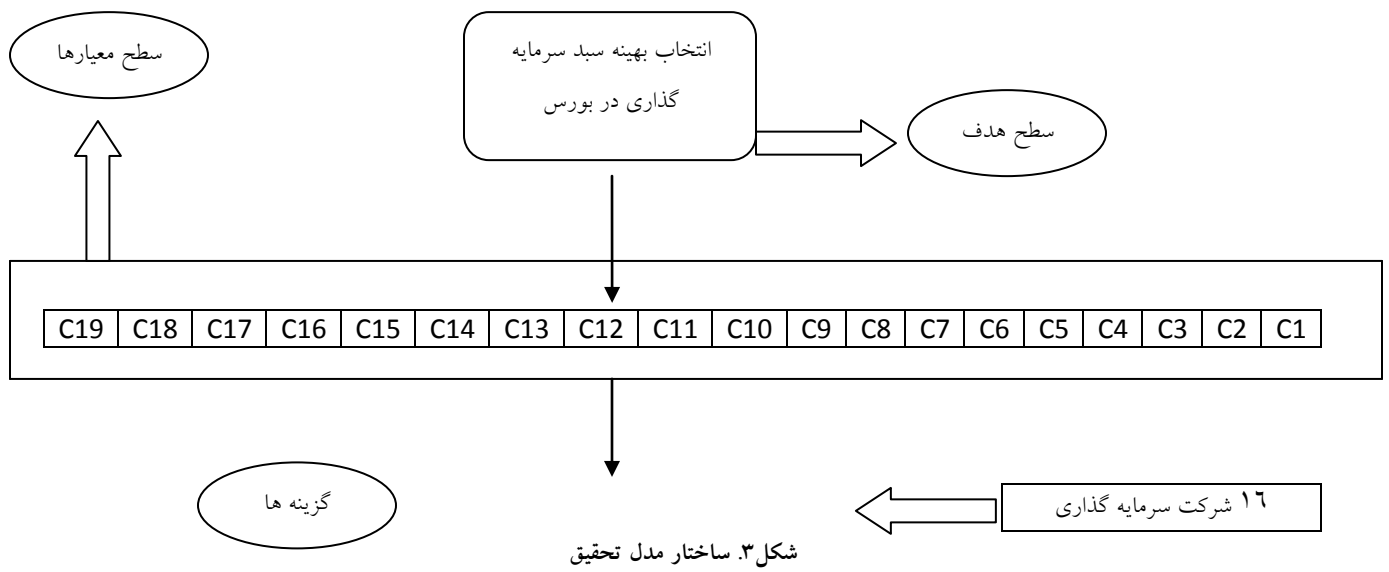 سطح معیارها
انتخاب بهینه سبد سرمایه
گذاری در بورس
سطح هدف
C19 C18 C17 C16 C15 C14 C13 C12 C11 C10 C9 C8 C7 C6 C5 C4 C3 C2 C1
گزینه ها
١٦ شرکت سرمایه گذاری
شکل۳. ساختار مدل تحقیق